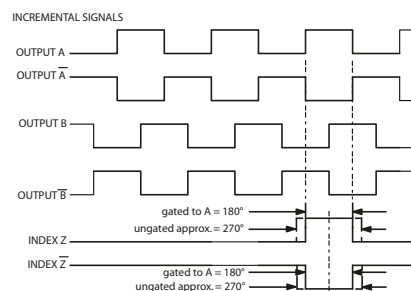 INCREMENTAL SIGNALS
OUTPUT A
OUTPUT A̅
OUTPUT B
OUTPUT B̅
gated to A = 180°
ungated approx. = 270°
INDEX Z
INDEX Z̅
gated to A = 180°
ungated approx. = 270°